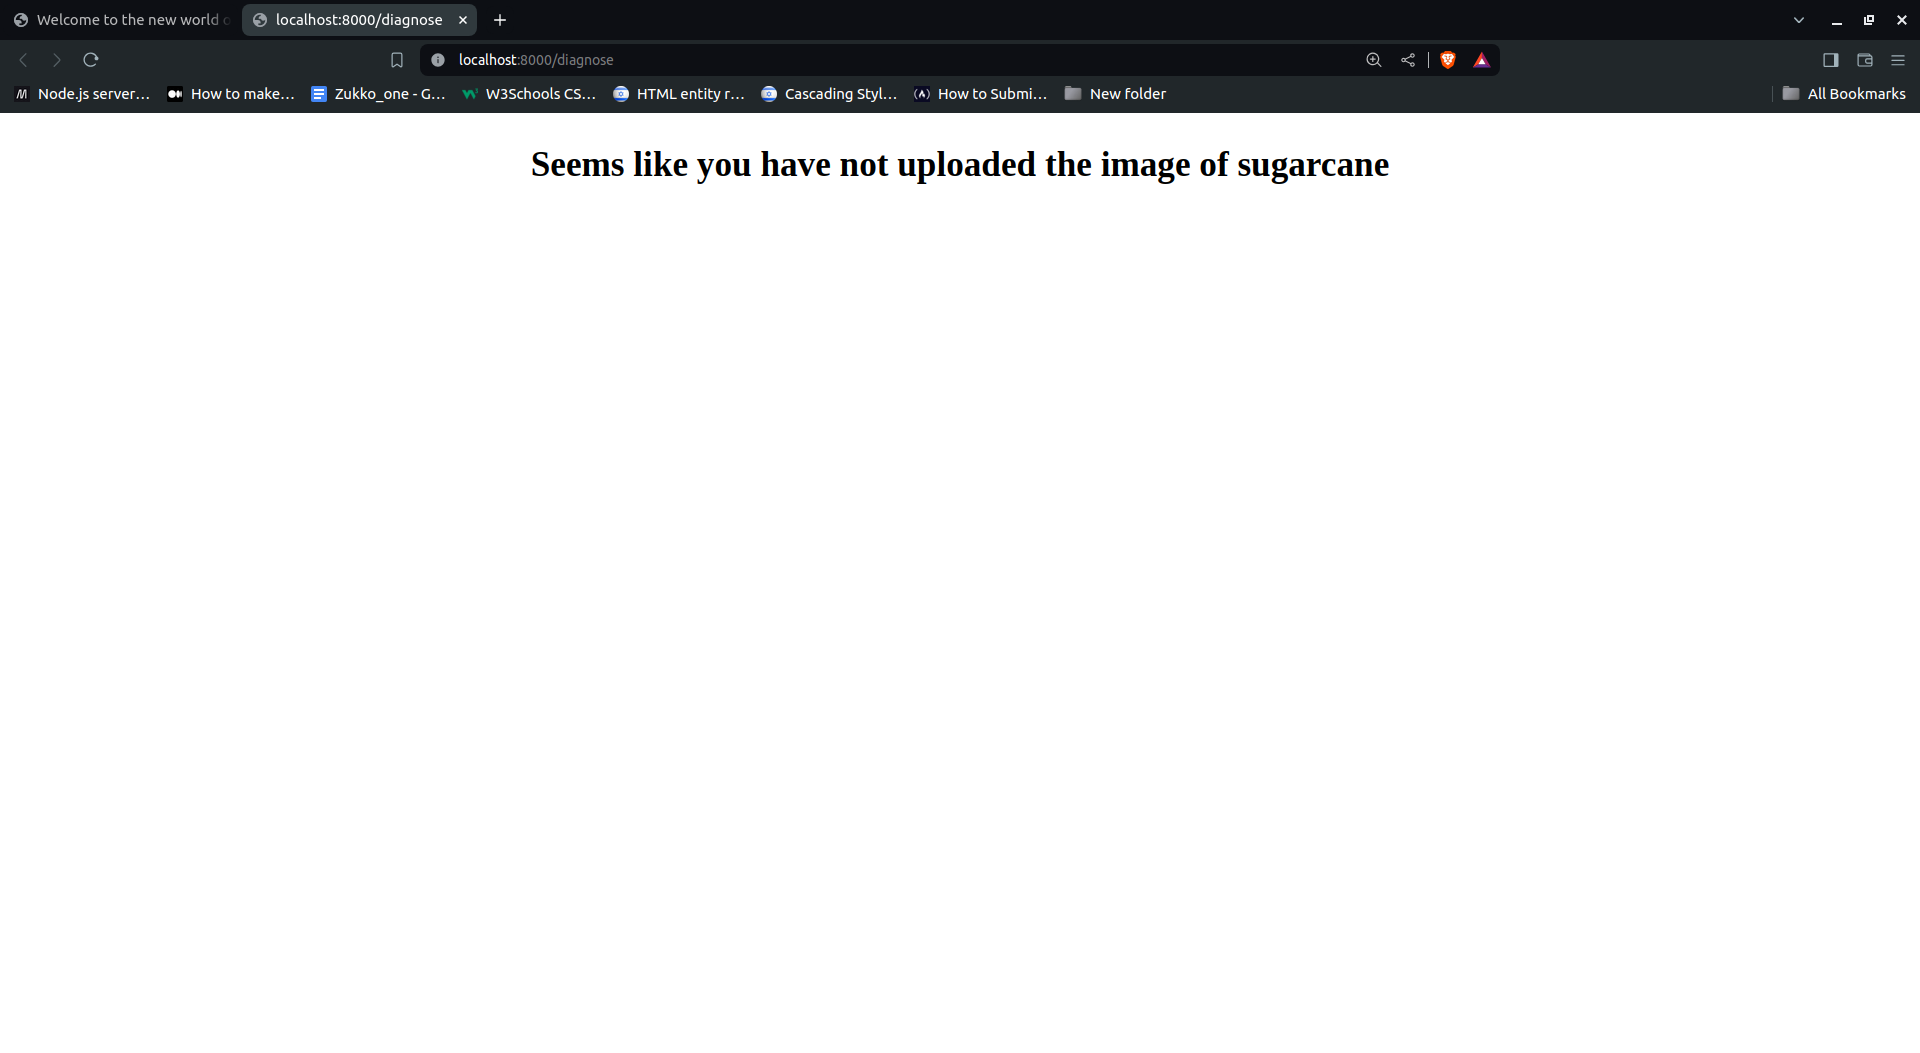 Welcome to the new world o
localhost:8000/diagnose
localhost:8000/diagnose
Node.js server...
How to make...
Zukko_one - G...
W3Schools CS...
HTML entity r...
Cascading Styl...
How to Submi...
New folder
All Bookmarks
Seems like you have not uploaded the image of sugarcane